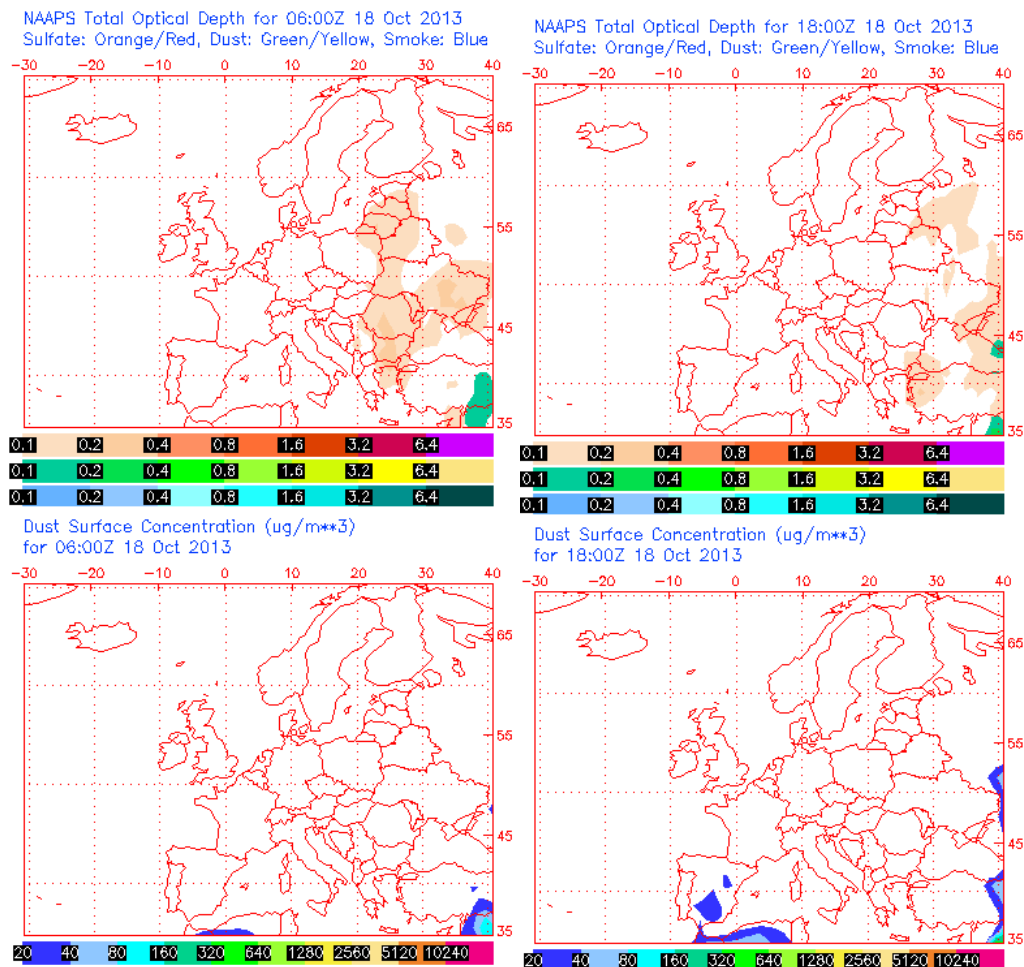 NAAPS Total Optical Depth for 06:00Z 18 Oct 2013
Sulfate: Orange/Red, Dust: Green/Yellow, Smoke: Blue
-30 -20 -10 0 10 20 30 40
65
55
45
35
0.1 0.2 0.4 0.8 1.6 3.2 6.4
0.1 0.2 0.4 0.8 1.6 3.2 6.4
0.1 0.2 0.4 0.8 1.6 3.2 6.4
NAAPS Total Optical Depth for 18:00Z 18 Oct 2013
Sulfate: Orange/Red, Dust: Green/Yellow, Smoke: Blue
-30 -20 -10 0 10 20 30 40
65
55
45
35
0.1 0.2 0.4 0.8 1.6 3.2 6.4
0.1 0.2 0.4 0.8 1.6 3.2 6.4
0.1 0.2 0.4 0.8 1.6 3.2 6.4
Dust Surface Concentration (ug/m**3)
for 06:00Z 18 Oct 2013
-30 -20 -10 0 10 20 30 40
65
55
45
35
20 40 80 160 320 640 1280 2560 5120 10240
Dust Surface Concentration (ug/m**3)
for 18:00Z 18 Oct 2013
-30 -20 -10 0 10 20 30 40
65
55
45
35
20 40 80 160 320 640 1280 2560 5120 10240